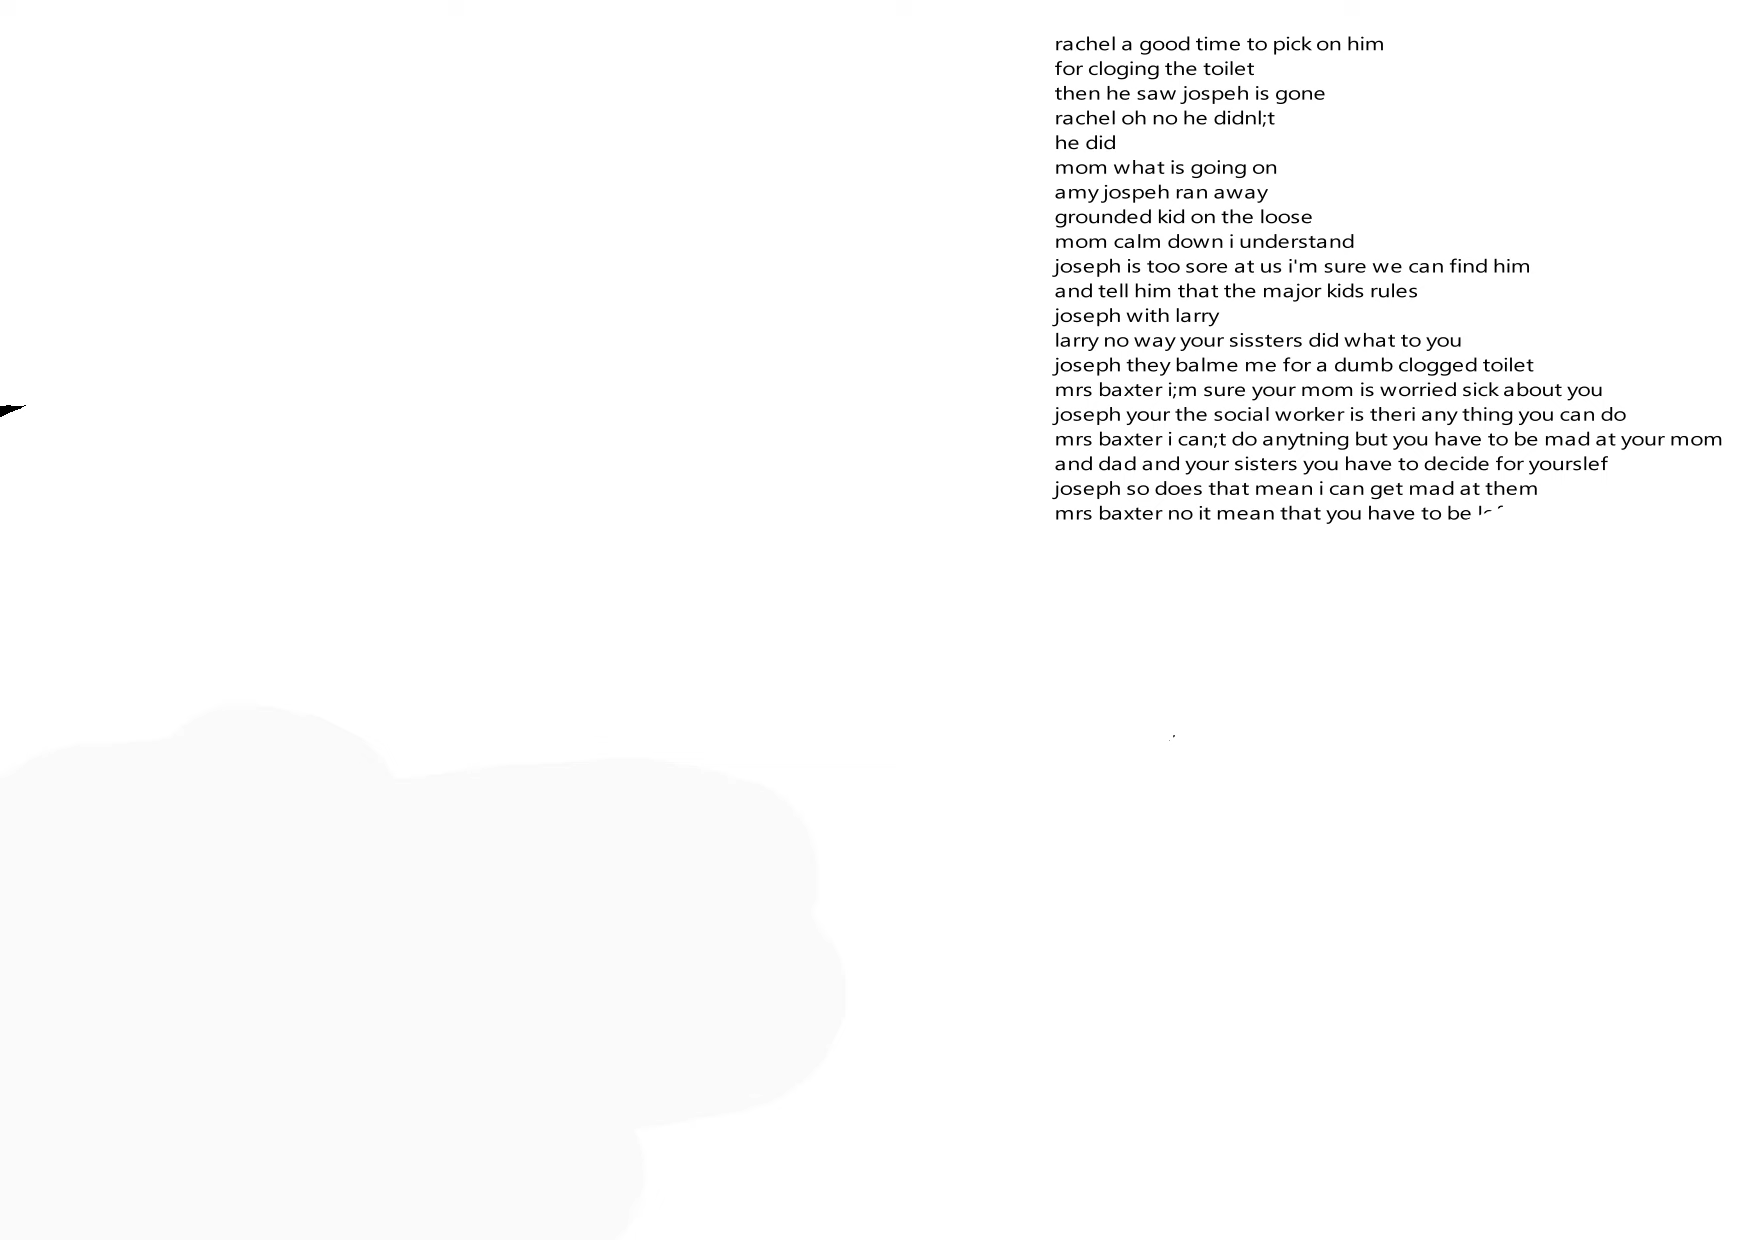 rachel a good time to pick on him
for cloging the toilet
then he saw jospeh is gone
rachel oh no he didnl;t
he did
mom what is going on
amy jospeh ran away
grounded kid on the loose
mom calm down i understand
joseph is too sore at us i'm sure we can find him
and tell him that the major kids rules
joseph with larry
larry no way your sissters did what to you
joseph they balme me for a dumb clogged toilet
mrs baxter i;m sure your mom is worried sick about you
joseph your the social worker is theri any thing you can do
mrs baxter i can;t do anytning but you have to be mad at your mom
and dad and your sisters you have to decide for yourslef
joseph so does that mean i can get mad at them
mrs baxter no it mean that you have to be